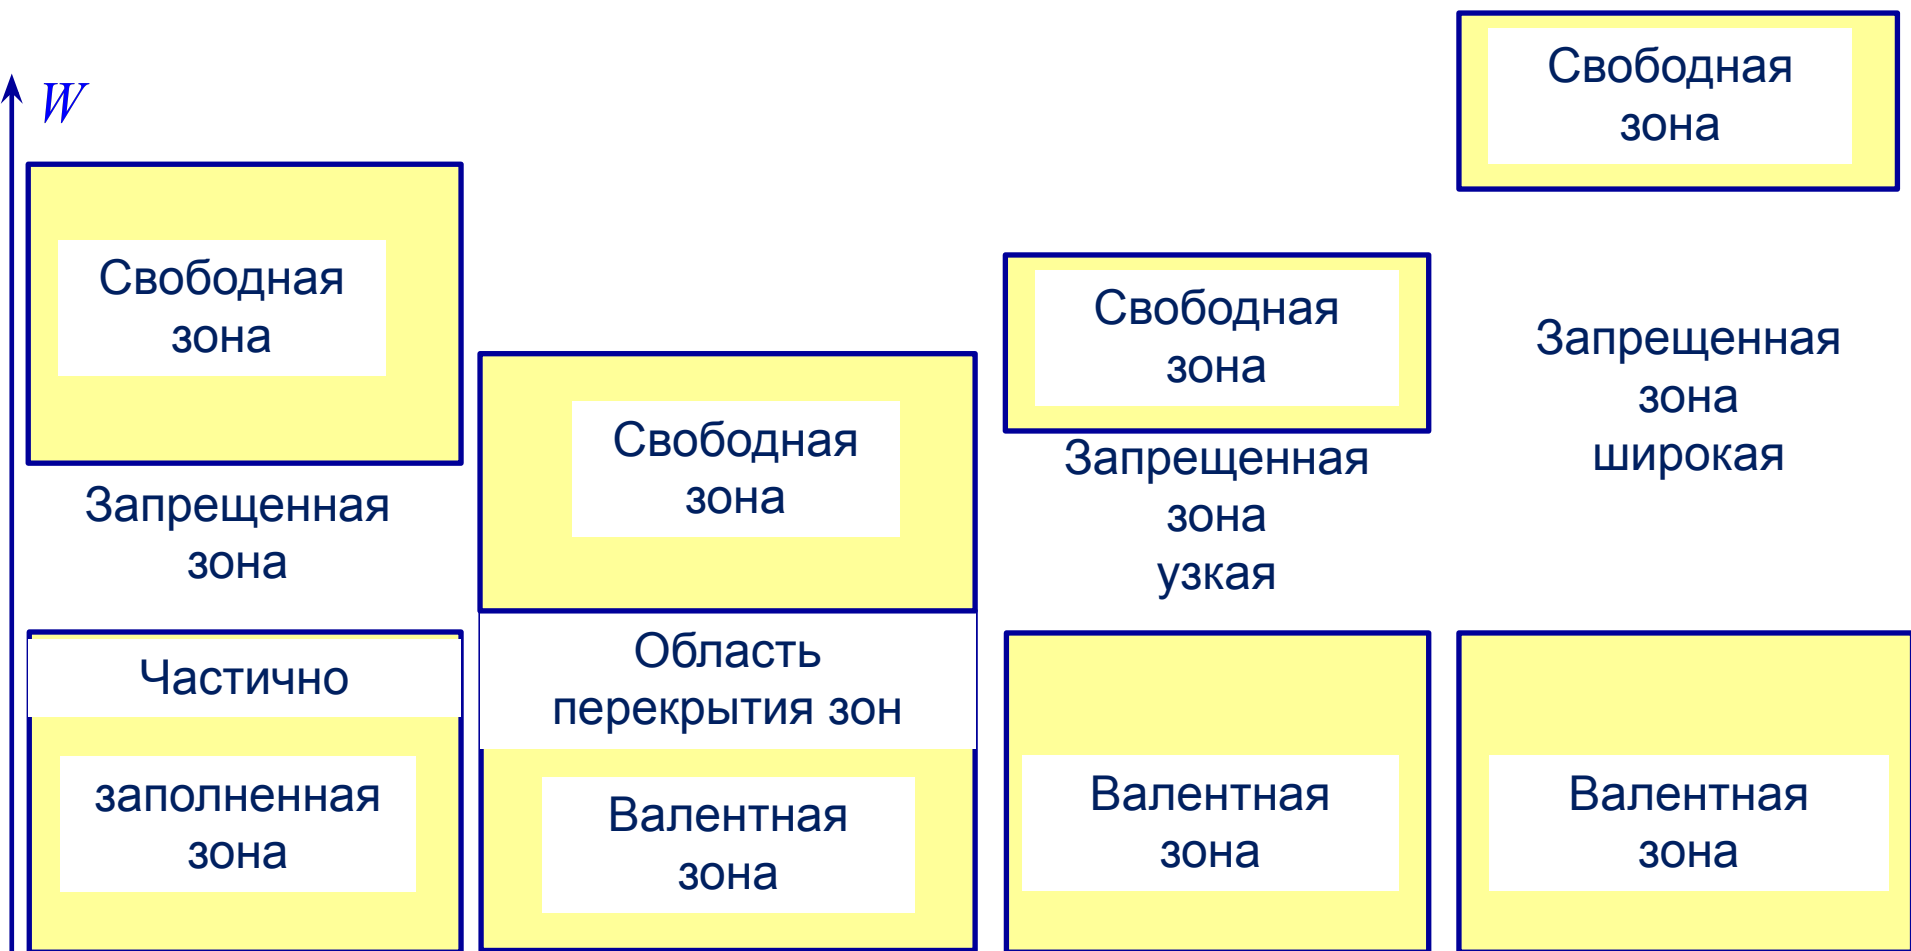 W
Свободная
зона
Запрещенная
зона
Частично
заполненная
зона
Свободная
зона
Область
перекрытия зон
Валентная
зона
Свободная
зона
Запрещенная
зона
узкая
Валентная
зона
Свободная
зона
Запрещенная
зона
широкая
Валентная
зона